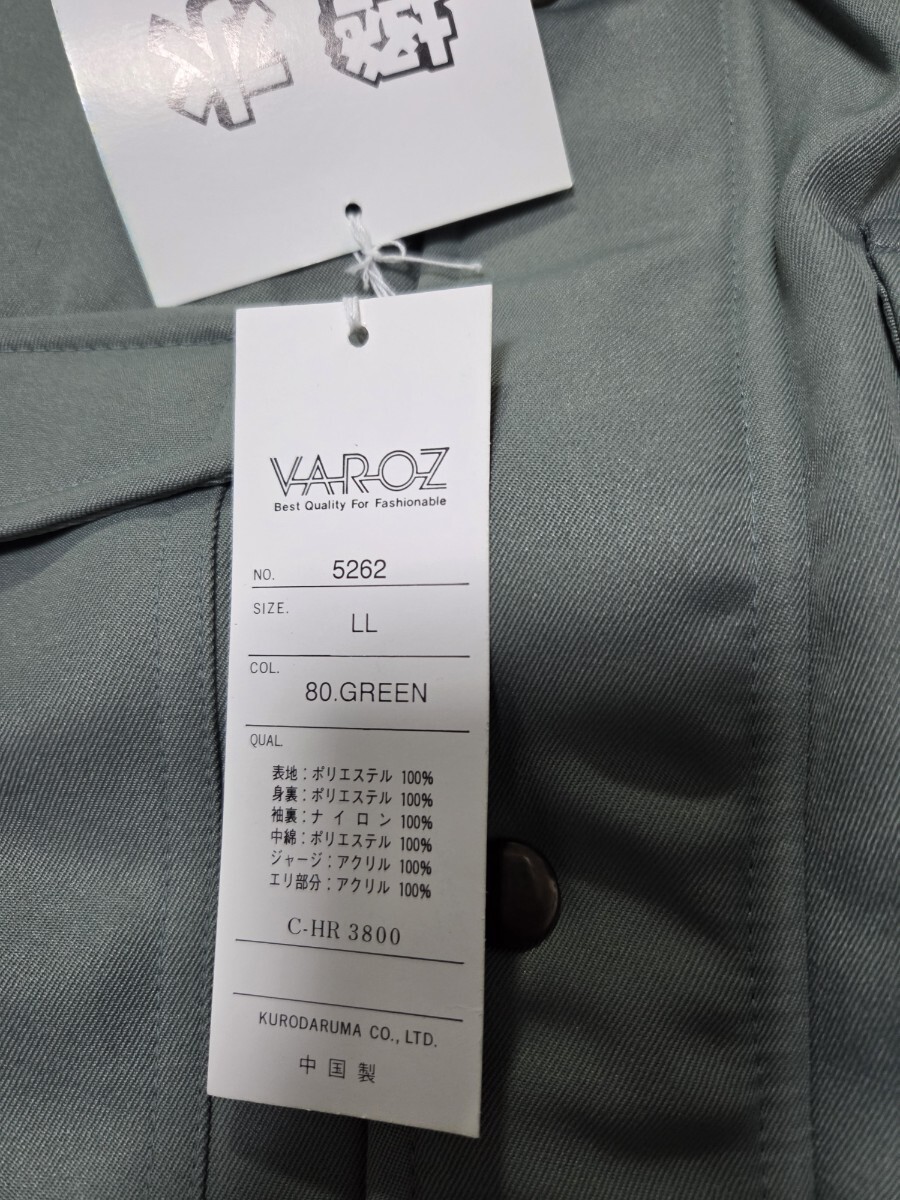 VAROZ
Best Quality For Fashionable
NO. 5262
SIZE. LL
COL. 80.GREEN
QUAL.
表地：ポリエステル 100%
身裏：ポリエステル 100%
袖裏：ナイロン 100%
中綿：ポリエステル 100%
ジャージ：アクリル 100%
エリ部分：アクリル 100%
C-HR 3800
KURODARUMA CO., LTD.
中国製